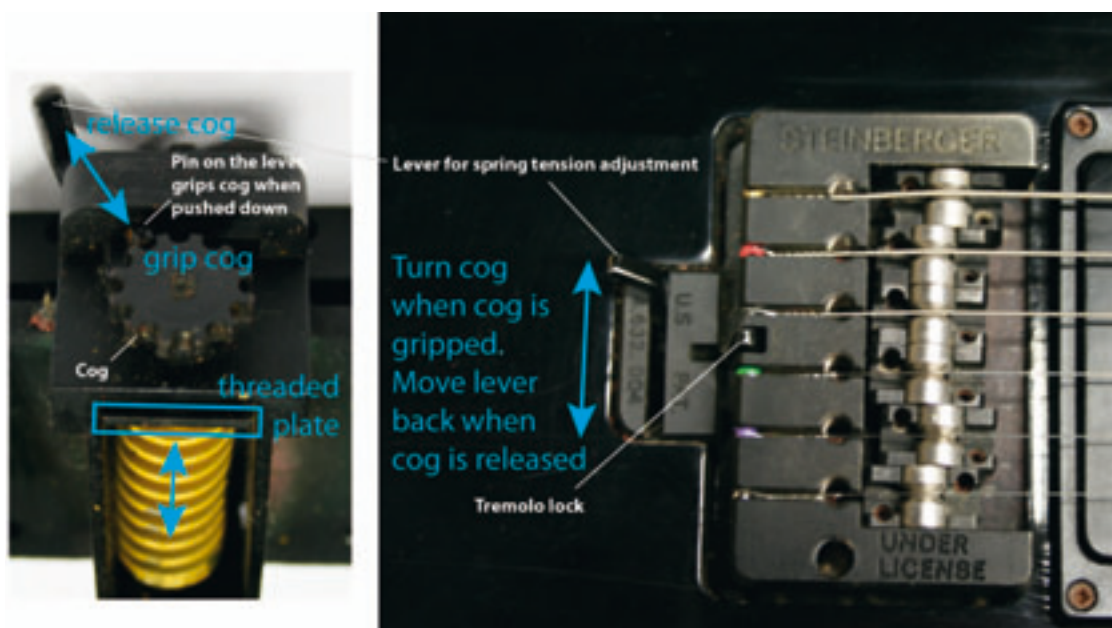 release cog
Pin on the lever
grips cog when
pushed down
grip cog
Cog
threaded
plate
Lever for spring tension adjustment
Turn cog
when cog is
gripped.
Move lever
back when
cog is released
Tremolo lock
STEINBERGER
U.S. PAT.
UNDER
LICENSE